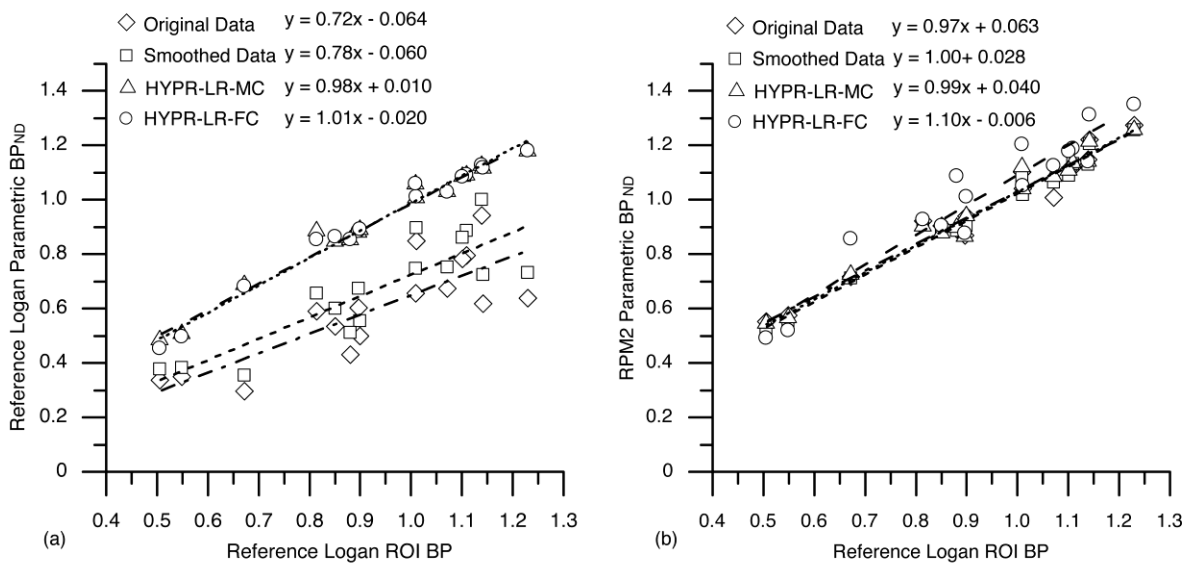 Original Data y = 0.72x - 0.064
Smoothed Data y = 0.78x - 0.060
HYPR-LR-MC y = 0.98x + 0.010
HYPR-LR-FC y = 1.01x - 0.020
Reference Logan Parametric BPND
1.4
1.2
1.0
0.8
0.6
0.4
0.2
0
0.4 0.5 0.6 0.7 0.8 0.9 1.0 1.1 1.2 1.3
(a) Reference Logan ROI BP
Original Data y = 0.97x + 0.063
Smoothed Data y = 1.00+ 0.028
HYPR-LR-MC y = 0.99x + 0.040
HYPR-LR-FC y = 1.10x - 0.006
RPM2 Parametric BPND
1.4
1.2
1.0
0.8
0.6
0.4
0.2
0
0.4 0.5 0.6 0.7 0.8 0.9 1.0 1.1 1.2 1.3
(b) Reference Logan ROI BP